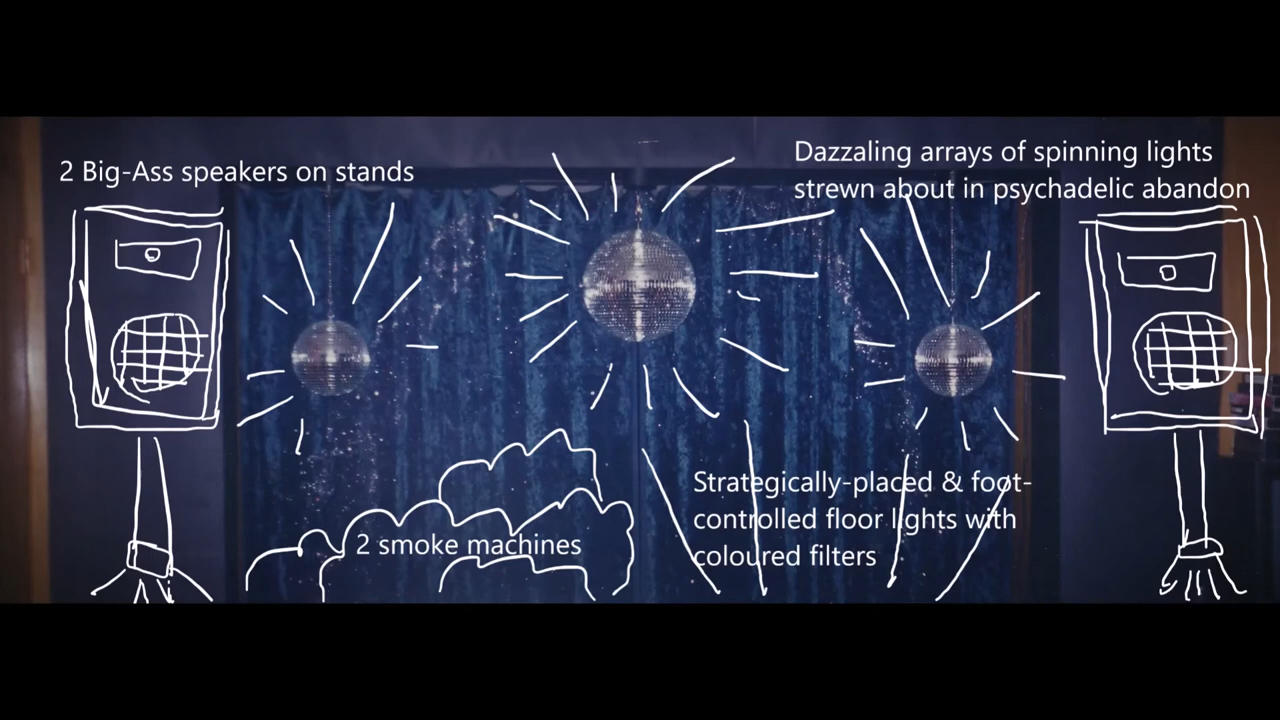 2 Big-Ass speakers on stands
Dazzaling arrays of spinning lights
strewn about in psychadelic abandon
Strategically-placed & foot-
controlled floor lights with
coloured filters
2 smoke machines